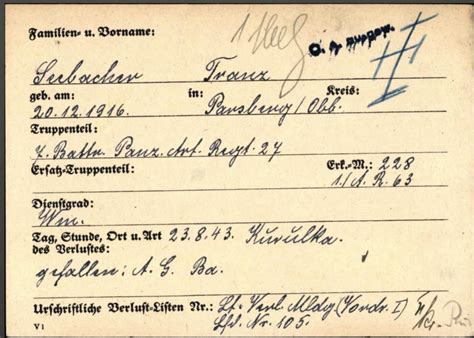 Familien- u. Vorname:
Seebacher Franz
geb. am: in: Kreis:
20.12.1916. Parsberg/Obb.
Truppenteil:
7. Battr. Panz. Art. Regt. 27
Ersatz-Truppenteil: Erk.-M.: 228
1./A.R. 63
Dienstgrad:
Wm.
Tag, Stunde, Ort u. Art 23.8.43. Kurulka.
des Verlustes:
gefallen: A. G. Ba.
Urschriftliche Verlust-Listen Nr.: Lt. Verl. Mldg (Vordr. I)
Lfd. Nr. 105.
V1